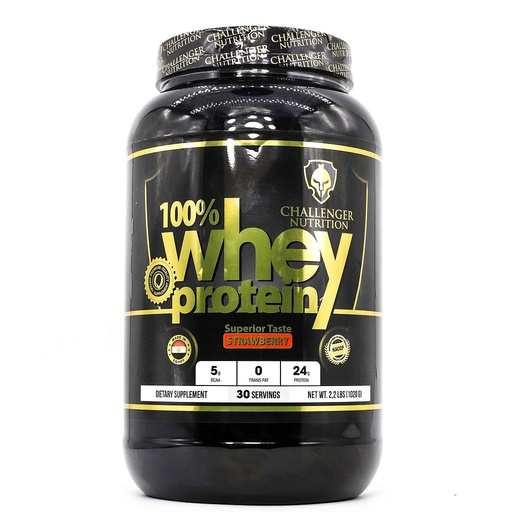 CHALLENGER
NUTRITION
CHALLENGER
NUTRITION
100%
whey
protein
Superior Taste
STRAWBERRY
5g
BCAA
0
TRANS FAT
24g
PROTEIN
DIETARY SUPPLEMENT
30 SERVINGS
NET WT. 2,2 LBS (1020 G)